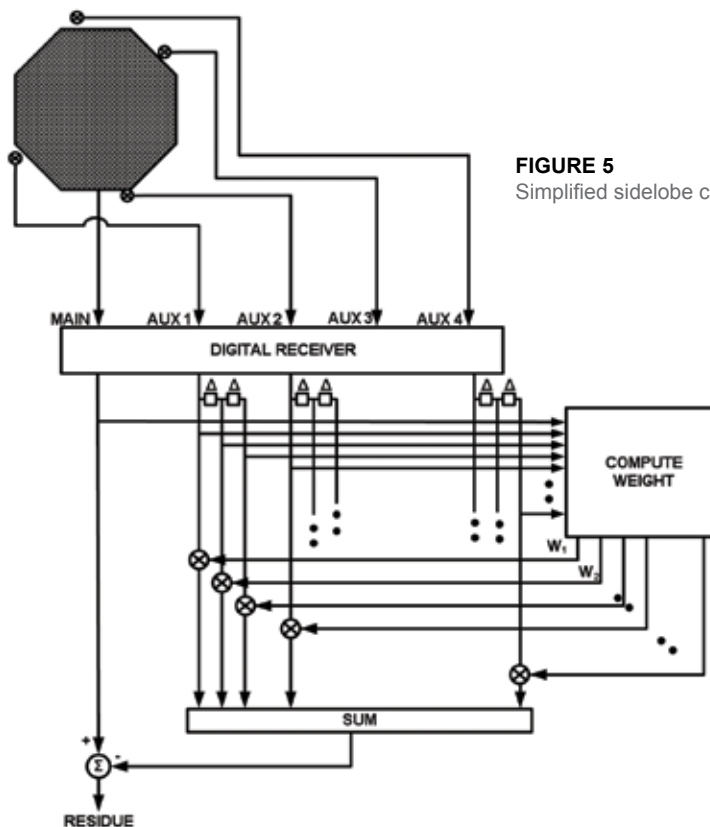 FIGURE 5
Simplified sidelobe c
MAIN AUX 1 AUX 2 AUX 3 AUX 4
DIGITAL RECEIVER
Δ Δ Δ Δ Δ Δ
COMPUTE
WEIGHT
W₁
W₂
SUM
+ -
Σ
RESIDUE